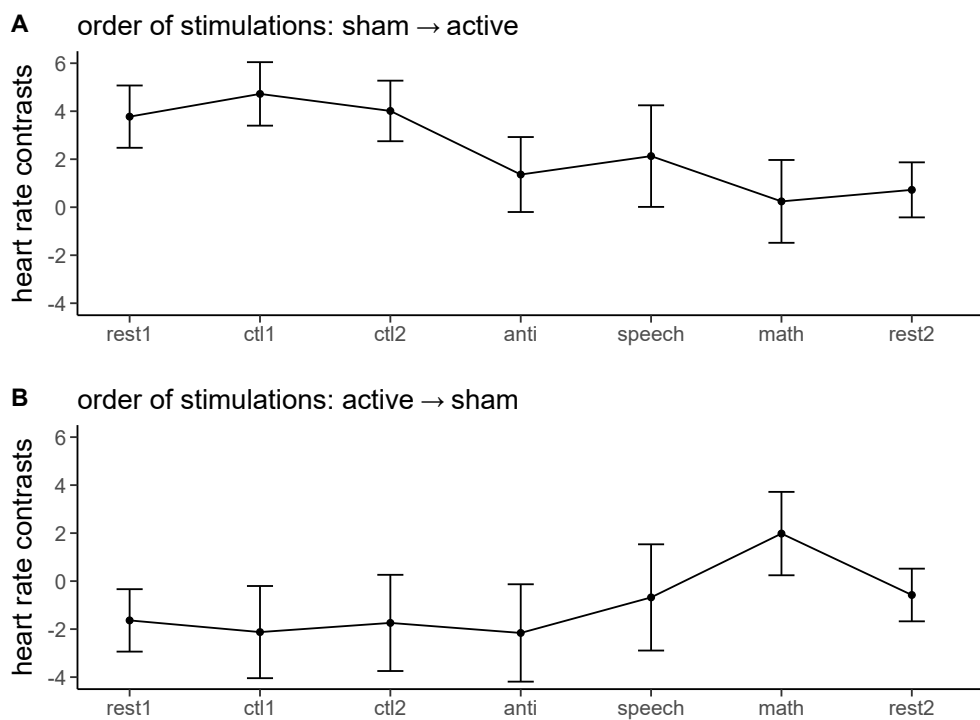 A
order of stimulations: sham → active
heart rate contrasts
6
4
2
0
-2
-4
rest1 ctl1 ctl2 anti speech math rest2
B
order of stimulations: active → sham
heart rate contrasts
6
4
2
0
-2
-4
rest1 ctl1 ctl2 anti speech math rest2